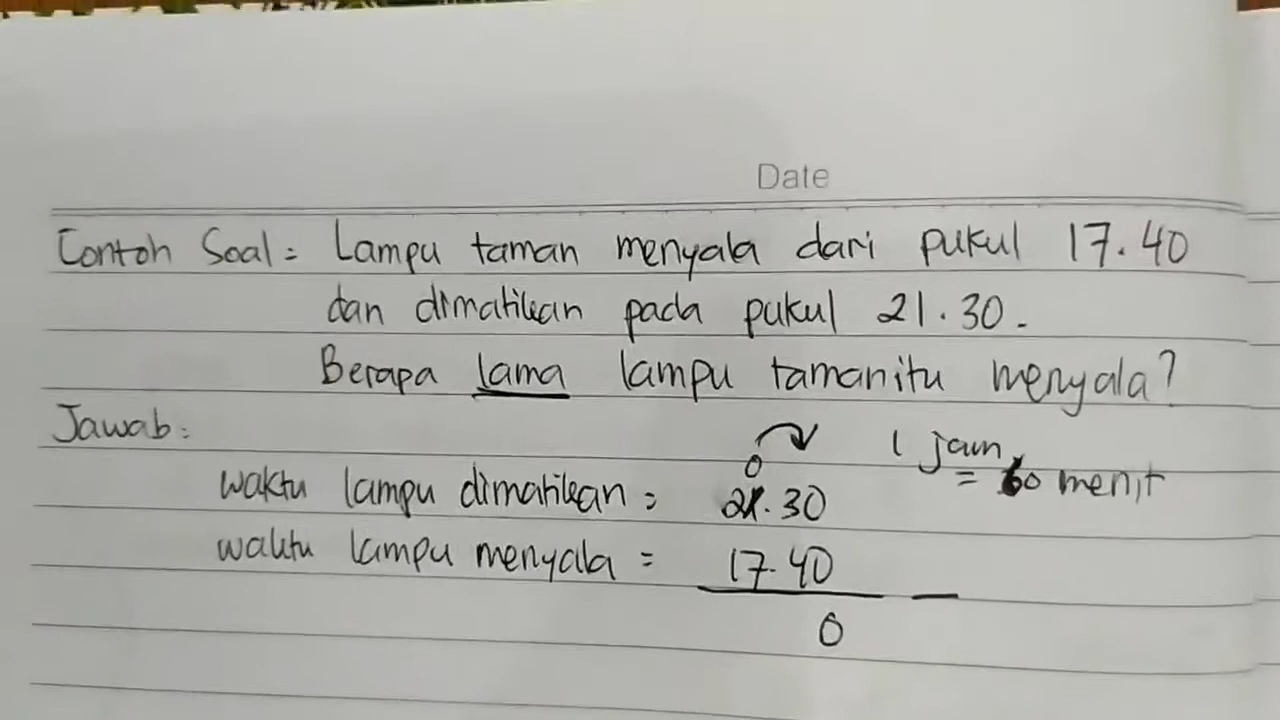 Date
Contoh Soal = Lampu taman menyala dari pukul 17.40
dan dimatikan pada pukul 21.30.
Berapa lama lampu taman itu menyala?
Jawab:
0 1 jam
= 60 menit
waktu lampu dimatikan = 21.30
waktu lampu menyala = 17.40
0